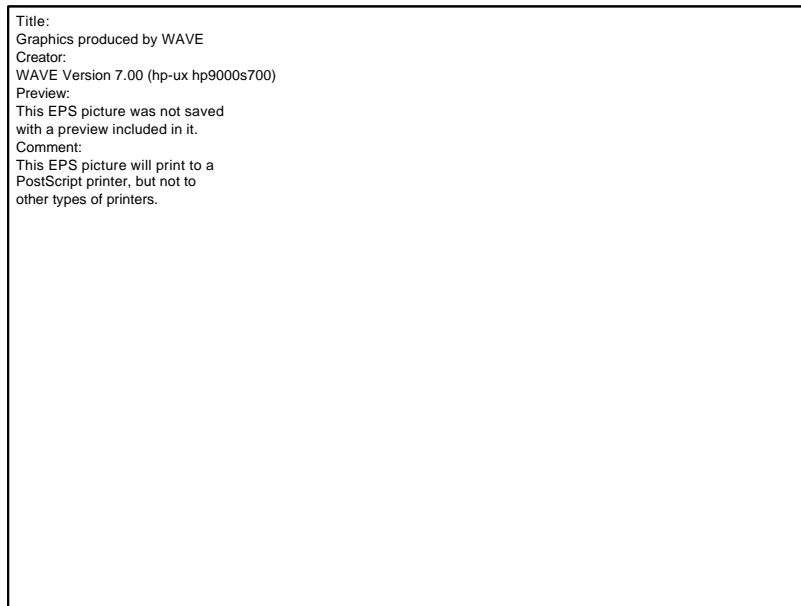 Title:
Graphics produced by WAVE
Creator:
WAVE Version 7.00 (hp-ux hp9000s700)
Preview:
This EPS picture was not saved
with a preview included in it.
Comment:
This EPS picture will print to a
PostScript printer, but not to
other types of printers.